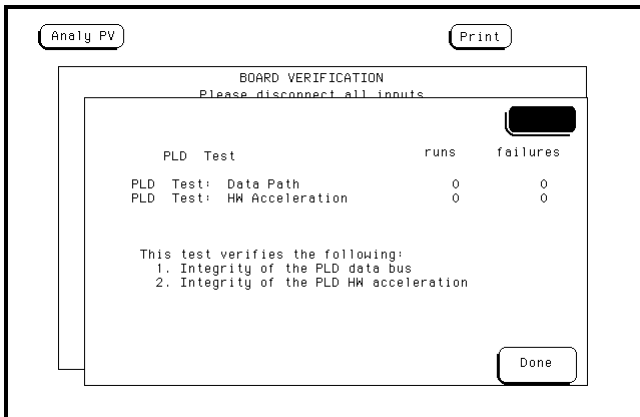 Analy PV
Print
BOARD VERIFICATION
Please disconnect all inputs
PLD Test runs failures
PLD Test: Data Path 0 0
PLD Test: HW Acceleration 0 0
This test verifies the following:
1. Integrity of the PLD data bus
2. Integrity of the PLD HW acceleration
Done